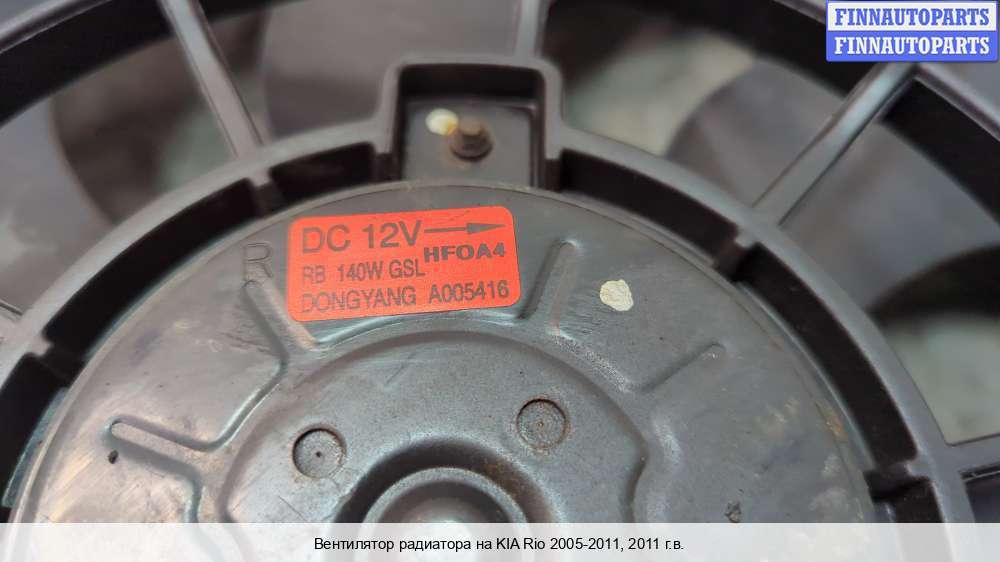 FINNAUTOPARTS
FINNAUTOPARTS
DC 12V
HFOA4
RB 140W GSL
DONGYANG A005416
R
Вентилятор радиатора на KIA Rio 2005-2011, 2011 г.в.